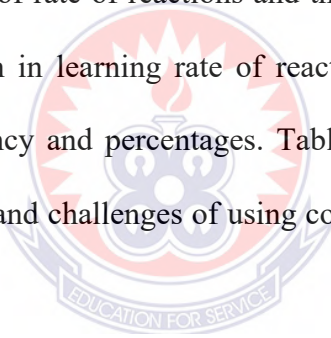 of rate of reactions and th
n in learning rate of reac
ncy and percentages. Tabl
and challenges of using co
EDUCATION FOR SERVICE